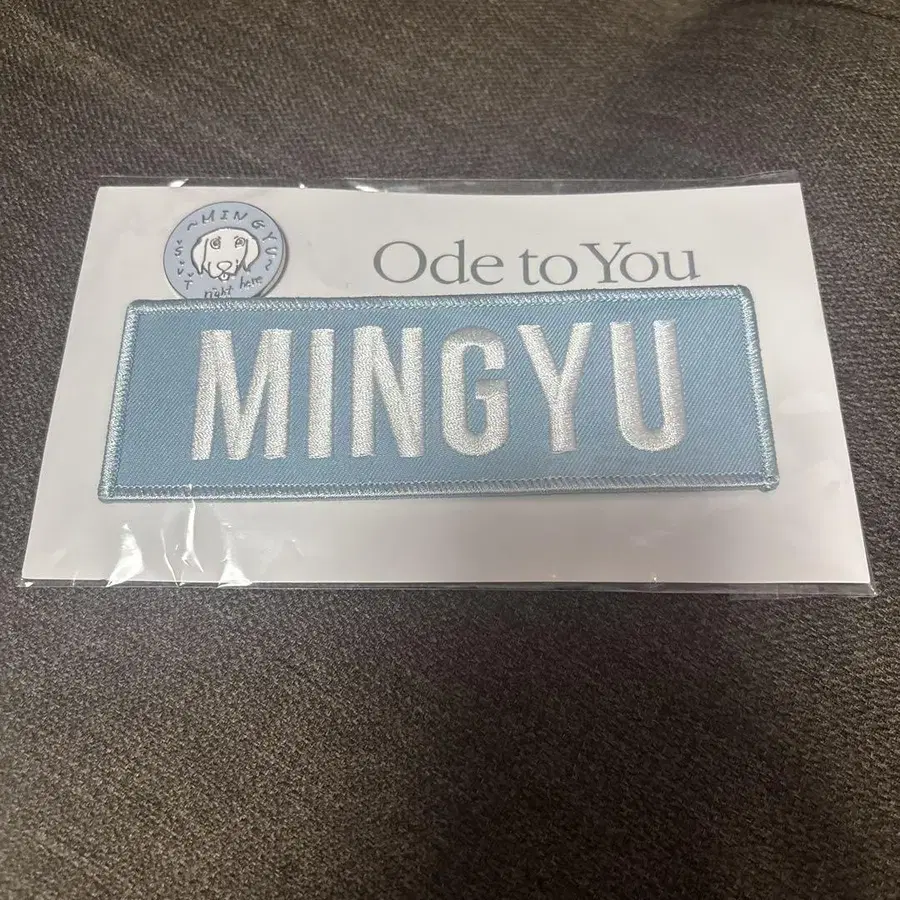 ~MINGYU~
S.V.T
right here
Ode to You
MINGYU